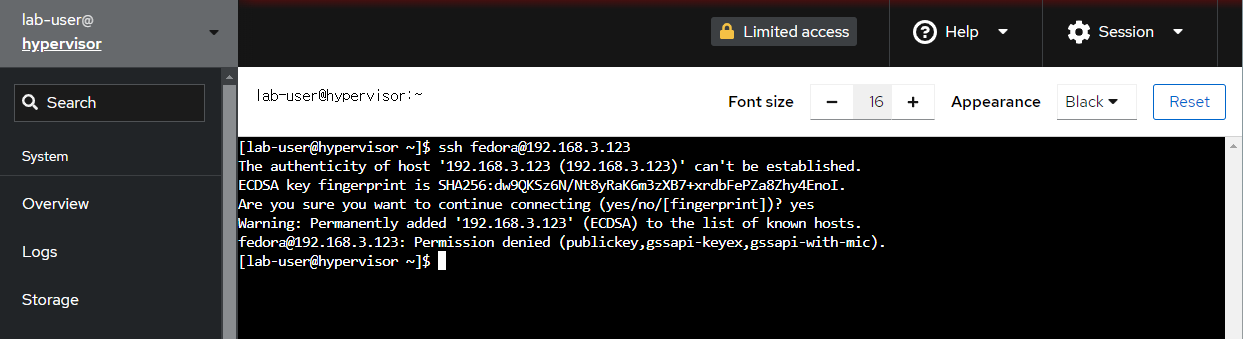 lab-user@
hypervisor
Limited access
Help
Session
Search
lab-user@hypervisor:~
Font size
−
16
+
Appearance
Black
Reset
System
Overview
Logs
Storage
[lab-user@hypervisor ~]$ ssh fedora@192.168.3.123
The authenticity of host '192.168.3.123 (192.168.3.123)' can't be established.
ECDSA key fingerprint is SHA256:dw9QKSz6N/Nt8yRaK6m3zXB7+xrdbFePZa8Zhy4EnoI.
Are you sure you want to continue connecting (yes/no/[fingerprint])? yes
Warning: Permanently added '192.168.3.123' (ECDSA) to the list of known hosts.
fedora@192.168.3.123: Permission denied (publickey,gssapi-keyex,gssapi-with-mic).
[lab-user@hypervisor ~]$